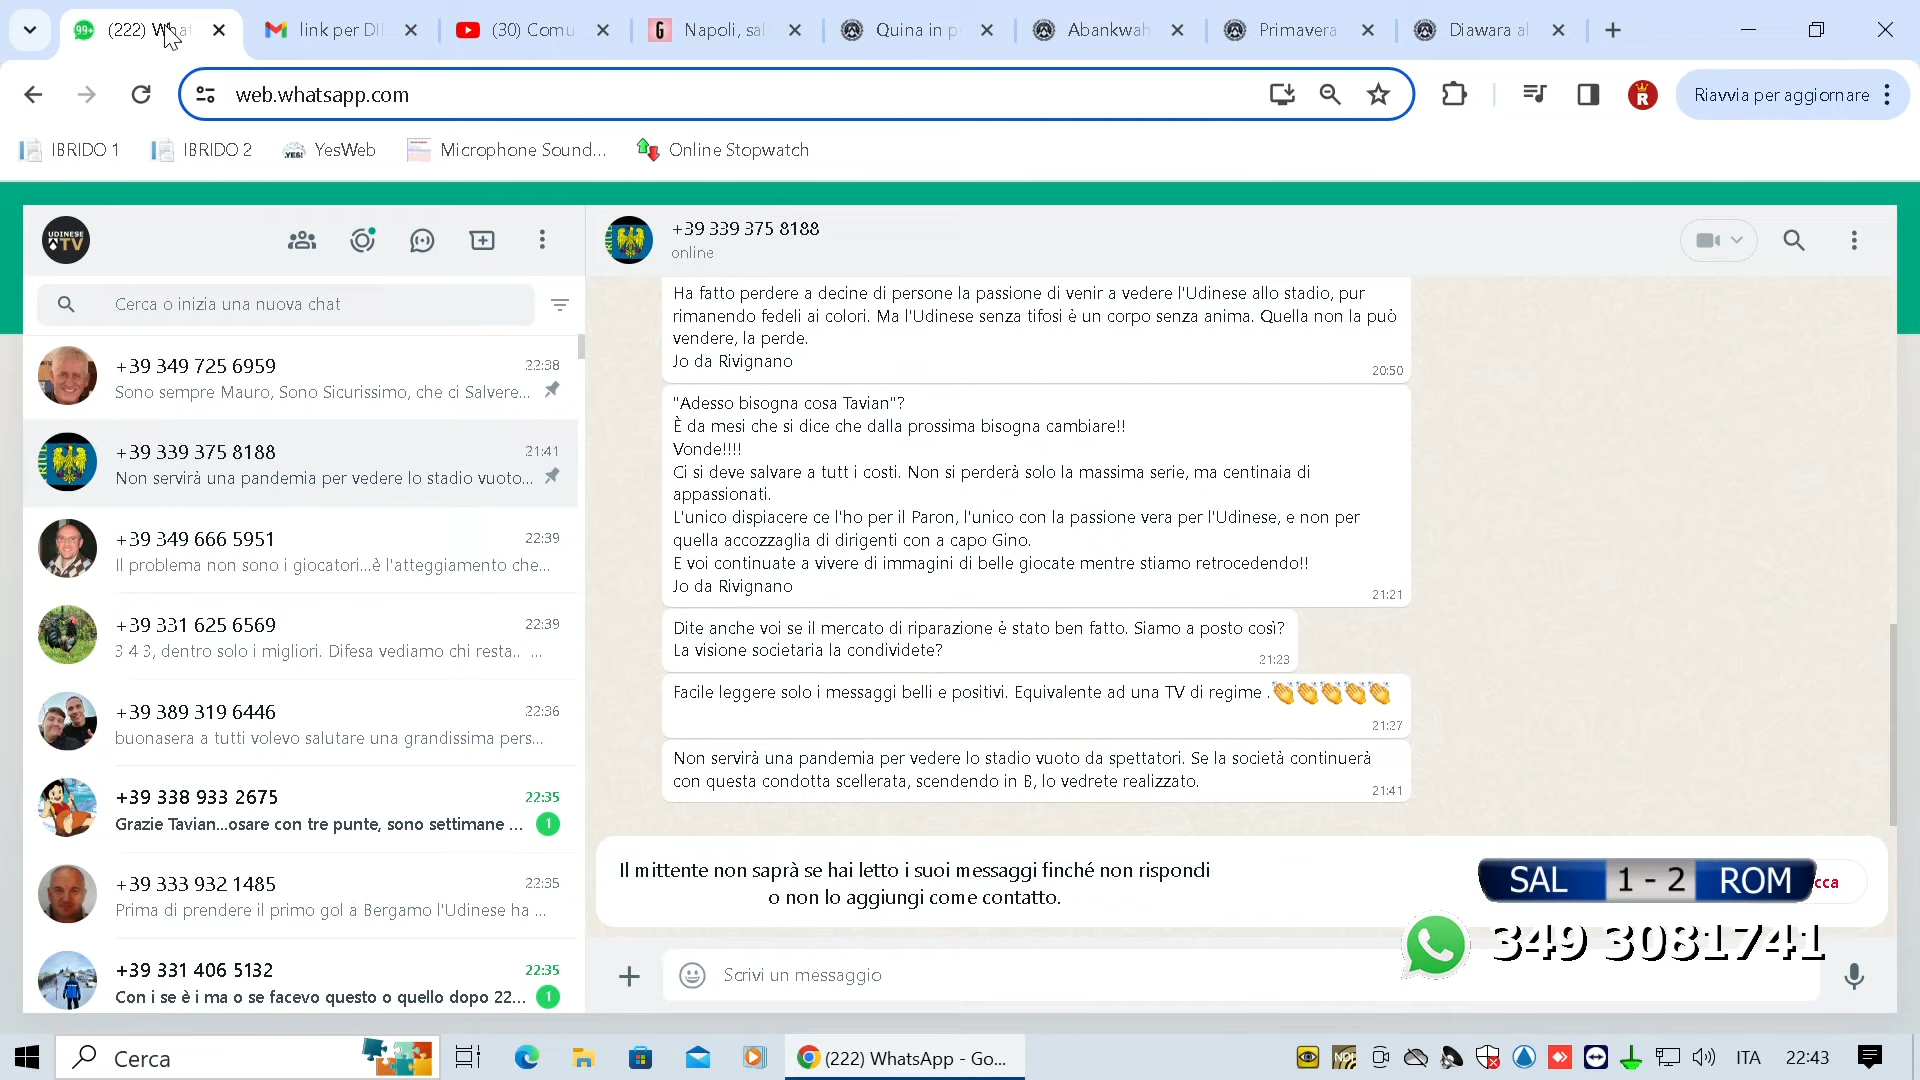 (222) What
link per Dl
(30) Comu
Napoli, sal
Quina in p
Abankwah
Primavera
Diawara al
web.whatsapp.com
Riavvia per aggiornare
IBRIDO 1
IBRIDO 2
YesWeb
Microphone Sound...
Online Stopwatch
UDINESE
TV
+39 339 375 8188
online
Cerca o inizia una nuova chat
+39 349 725 6959
22:38
Sono sempre Mauro, Sono Sicurissimo, che ci Salvere...
+39 339 375 8188
21:41
Non servirà una pandemia per vedere lo stadio vuoto...
+39 349 666 5951
22:39
Il problema non sono i giocatori...è l'atteggiamento che...
+39 331 625 6569
22:39
3 4 3, dentro solo i migliori. Difesa vediamo chi resta.. ...
+39 389 319 6446
22:36
buonasera a tutti volevo salutare una grandissima pers...
+39 338 933 2675
22:35
Grazie Tavian...osare con tre punte, sono settimane ...
1
+39 333 932 1485
22:35
Prima di prendere il primo gol a Bergamo l'Udinese ha ...
+39 331 406 5132
22:35
Con i se è i ma o se facevo questo o quello dopo 22...
1
Ha fatto perdere a decine di persone la passione di venir a vedere l'Udinese allo stadio, pur
rimanendo fedeli ai colori. Ma l'Udinese senza tifosi è un corpo senza anima. Quella non la può
vendere, la perde.
Jo da Rivignano
20:50
"Adesso bisogna cosa Tavian"?
È da mesi che si dice che dalla prossima bisogna cambiare!!
Vonde!!!!
Ci si deve salvare a tutt i costi. Non si perderà solo la massima serie, ma centinaia di
appassionati.
L'unico dispiacere ce l'ho per il Paron, l'unico con la passione vera per l'Udinese, e non per
quella accozzaglia di dirigenti con a capo Gino.
E voi continuate a vivere di immagini di belle giocate mentre stiamo retrocedendo!!
Jo da Rivignano
21:21
Dite anche voi se il mercato di riparazione è stato ben fatto. Siamo a posto così?
La visione societaria la condividete?
21:23
Facile leggere solo i messaggi belli e positivi. Equivalente ad una TV di regime .👏👏👏👏👏
21:27
Non servirà una pandemia per vedere lo stadio vuoto da spettatori. Se la società continuerà
con questa condotta scellerata, scendendo in B, lo vedrete realizzato.
21:41
Il mittente non saprà se hai letto i suoi messaggi finché non rispondi
o non lo aggiungi come contatto.
SAL 1 - 2 ROM
cca
349 3081741
Scrivi un messaggio
Cerca
(222) WhatsApp - Go...
NDI
ITA
22:43